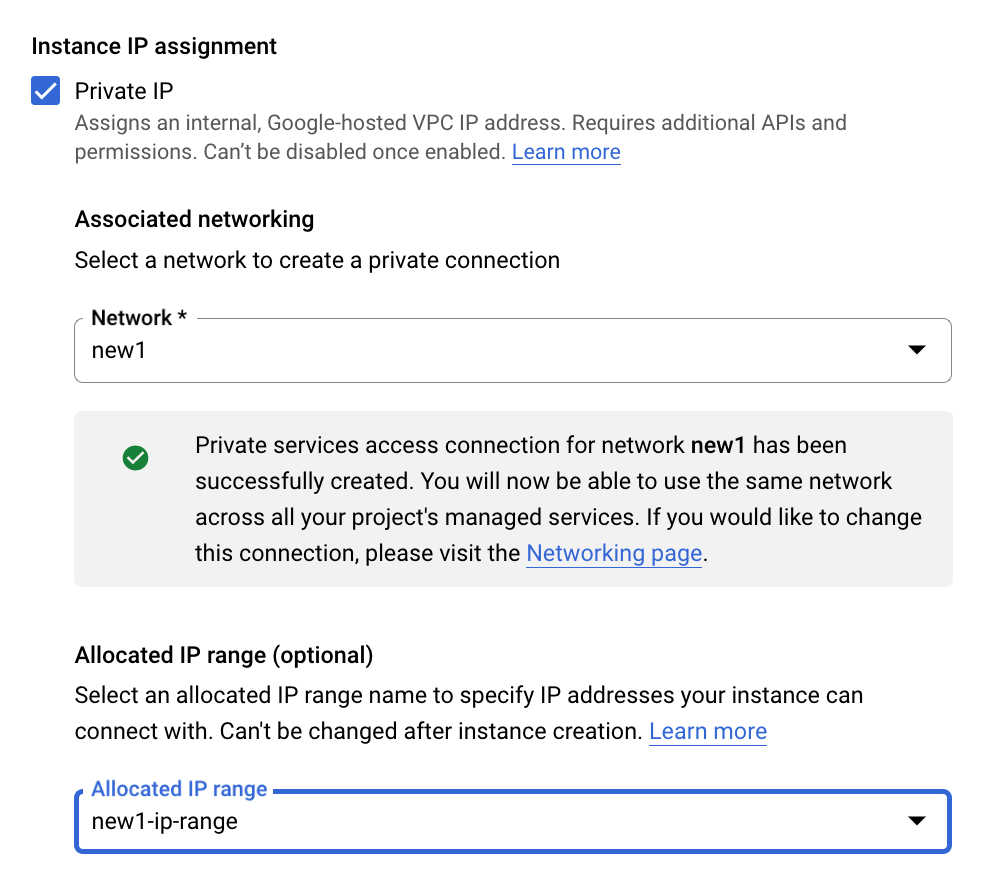 Instance IP assignment
Private IP
Assigns an internal, Google-hosted VPC IP address. Requires additional APIs and
permissions. Can’t be disabled once enabled. Learn more
Associated networking
Select a network to create a private connection
Network *
new1
Private services access connection for network new1 has been
successfully created. You will now be able to use the same network
across all your project's managed services. If you would like to change
this connection, please visit the Networking page.
Allocated IP range (optional)
Select an allocated IP range name to specify IP addresses your instance can
connect with. Can't be changed after instance creation. Learn more
Allocated IP range
new1-ip-range